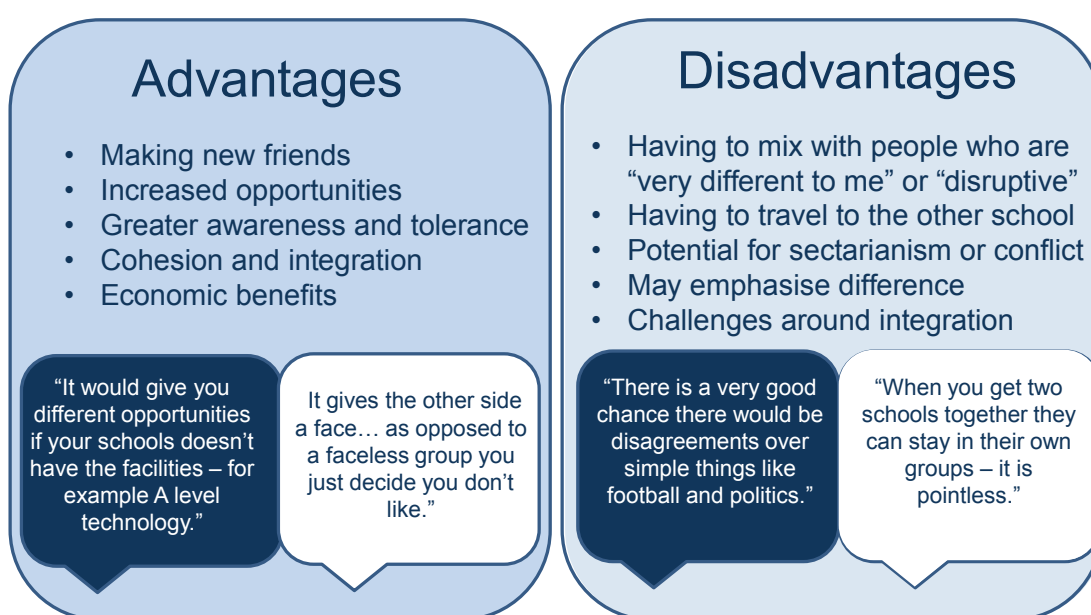 Advantages
• Making new friends
• Increased opportunities
• Greater awareness and tolerance
• Cohesion and integration
• Economic benefits
“It would give you
different opportunities
if your schools doesn’t
have the facilities – for
example A level
technology.”
It gives the other side
a face… as opposed to
a faceless group you
just decide you don’t
like.”
Disadvantages
• Having to mix with people who are
“very different to me” or “disruptive”
• Having to travel to the other school
• Potential for sectarianism or conflict
• May emphasise difference
• Challenges around integration
“There is a very good
chance there would be
disagreements over
simple things like
football and politics.”
“When you get two
schools together they
can stay in their own
groups – it is
pointless.”